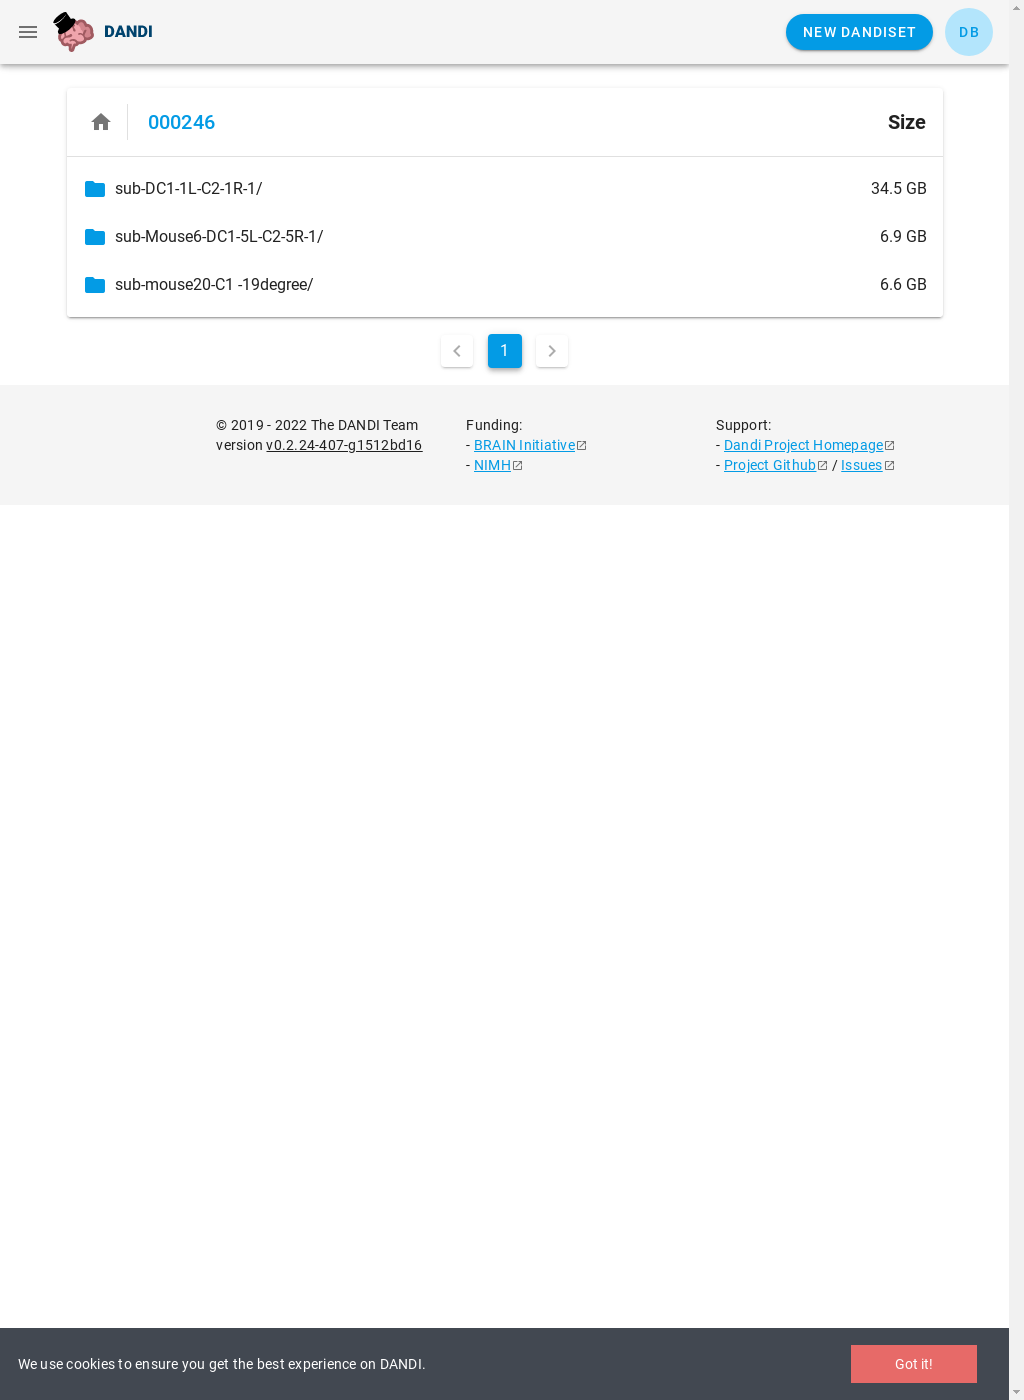 DANDI
NEW DANDISET
DB
000246
Size
sub-DC1-1L-C2-1R-1/
34.5 GB
sub-Mouse6-DC1-5L-C2-5R-1/
6.9 GB
sub-mouse20-C1 -19degree/
6.6 GB
1
© 2019 - 2022 The DANDI Team
version v0.2.24-407-g1512bd16
Funding:
- BRAIN Initiative
- NIMH
Support:
- Dandi Project Homepage
- Project Github / Issues
We use cookies to ensure you get the best experience on DANDI.
Got it!